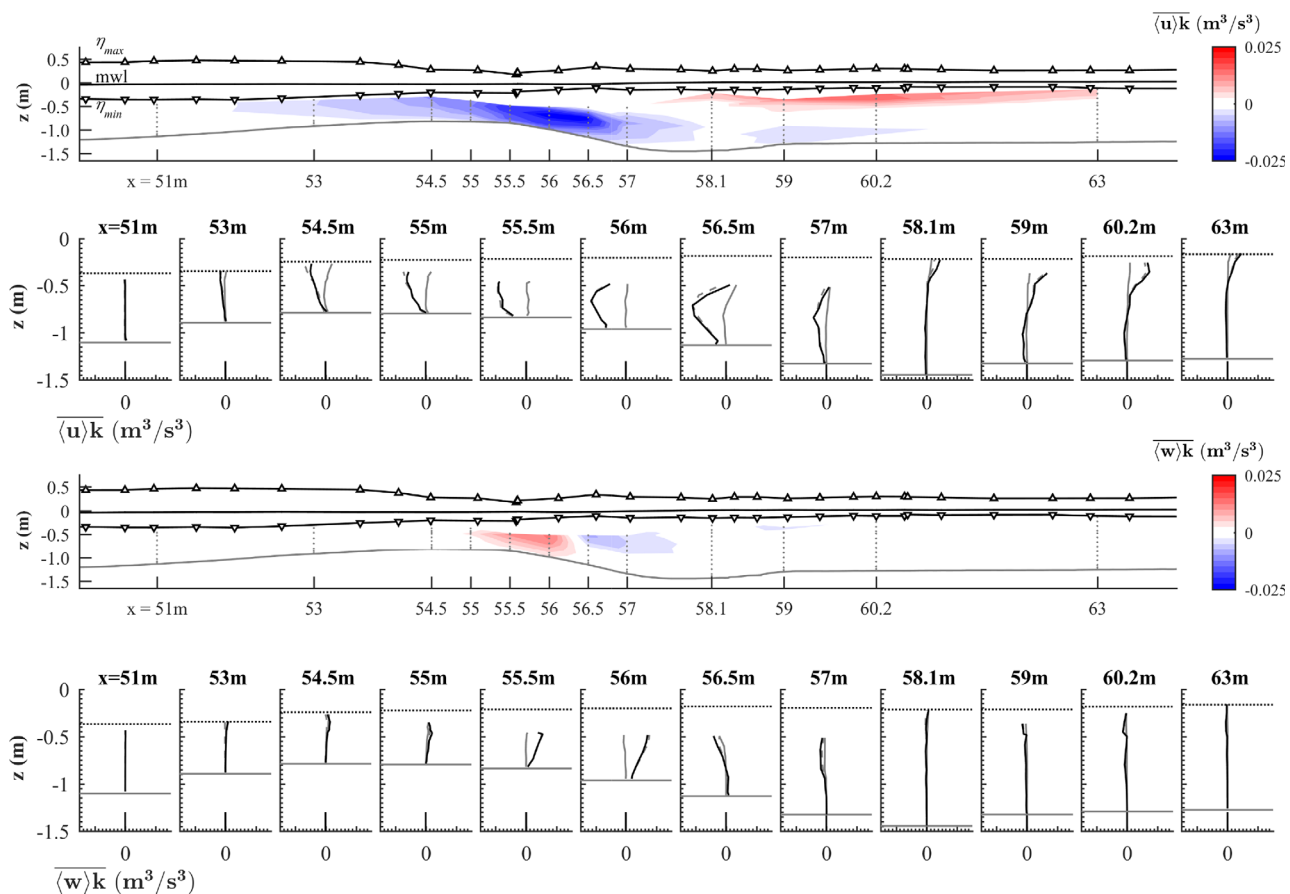 ⟨u⟩k (m³/s³)
0.025
0
-0.025
η_max
mwl
η_min
z (m)
0.5
0
-0.5
-1.0
-1.5
x = 51m 53 54.5 55 55.5 56 56.5 57 58.1 59 60.2 63
x=51m 53m 54.5m 55m 55.5m 56m 56.5m 57m 58.1m 59m 60.2m 63m
z (m)
0
-0.5
-1
-1.5
0 0 0 0 0 0 0 0 0 0 0 0
⟨u⟩k (m³/s³)
⟨w⟩k (m³/s³)
0.025
0
-0.025
z (m)
0.5
0
-0.5
-1.0
-1.5
x = 51m 53 54.5 55 55.5 56 56.5 57 58.1 59 60.2 63
x=51m 53m 54.5m 55m 55.5m 56m 56.5m 57m 58.1m 59m 60.2m 63m
z (m)
0
-0.5
-1
-1.5
0 0 0 0 0 0 0 0 0 0 0 0
⟨w⟩k (m³/s³)